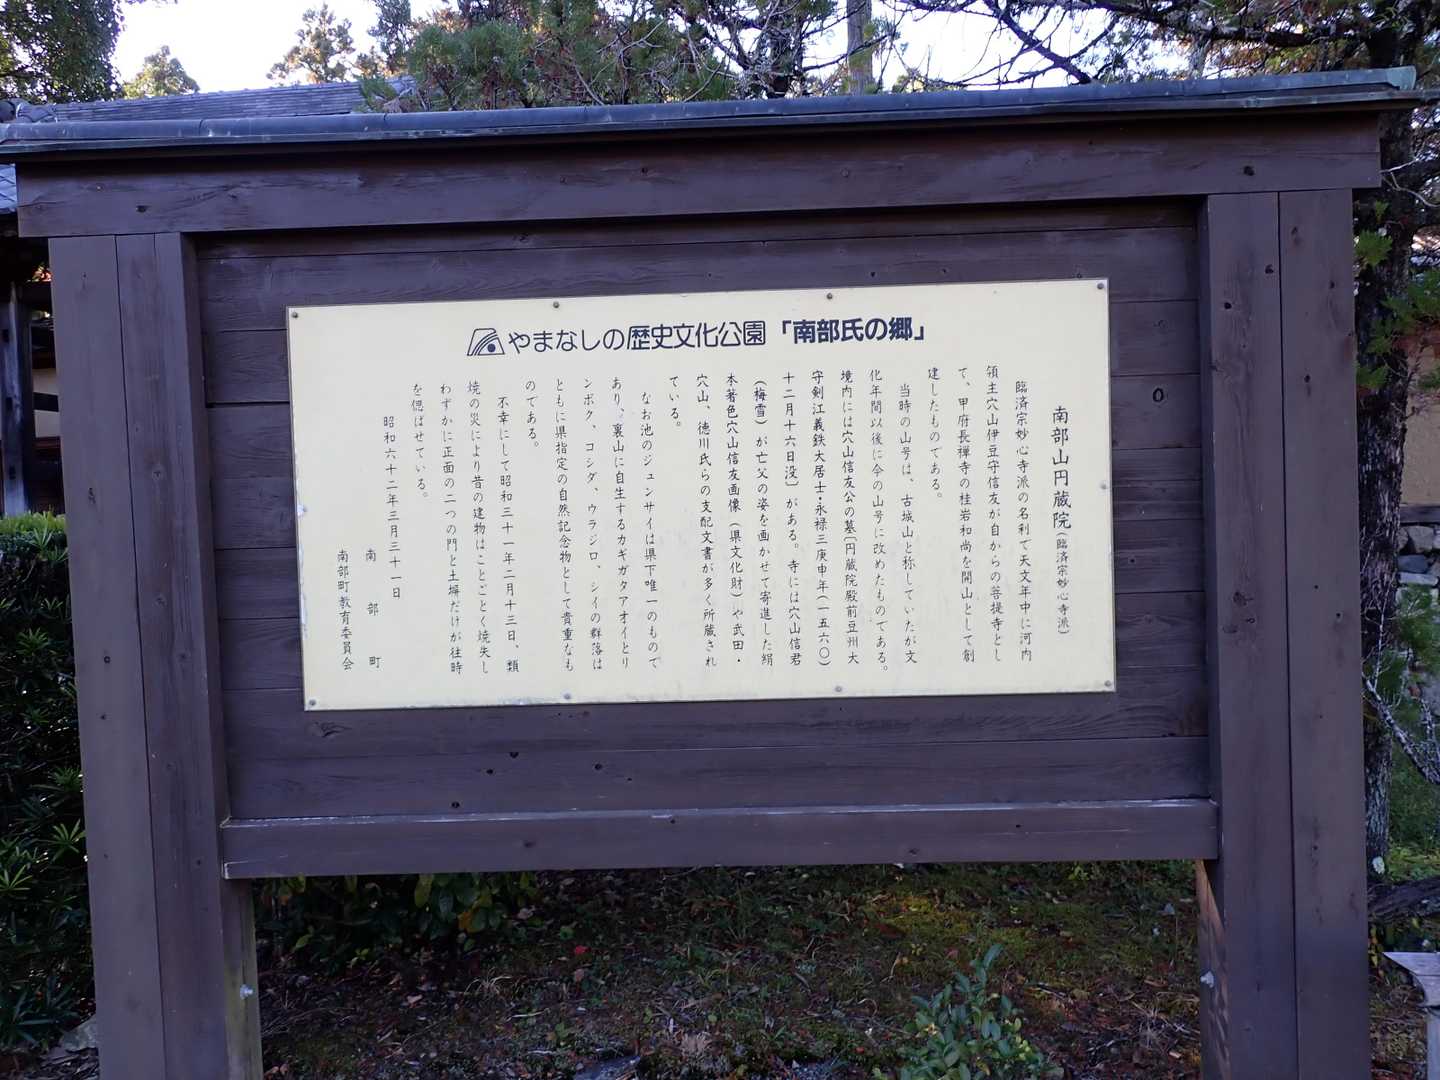 やまなしの歴史文化公園「南部氏の郷」
南部山円蔵院(臨済宗妙心寺派)
臨済宗妙心寺派の名刹で天文年中に河内
領主穴山伊豆守信友が自からの菩提寺とし
て、甲府長禅寺の桂岩和尚を開山として創
建したものである。
当時の山号は、古城山と称していたが文
化年間以後に今の山号に改めたものである。
境内には穴山信友公の墓〔円蔵院殿前豆州大
守剣江義鉄大居士・永禄三庚申年(一五六〇)
十二月十六日没〕がある。寺には穴山信君
(梅雪)が亡父の姿を画かせて寄進した絹
本著色穴山信友画像(県文化財)や武田・
穴山、徳川氏らの支配文書が多く所蔵され
ている。
なお池のジュンサイは県下唯一のもので
あり、裏山に自生するカギガタアオイとリ
ンボク、コシダ、ウラジロ、シイの群落は
ともに県指定の自然記念物として貴重なも
のである。
不幸にして昭和三十一年二月十三日、類
焼の災により昔の建物はことごとく焼失し
わずかに正面の二つの門と土塀だけが往時
を偲ばせている。
昭和六十二年三月三十一日
南部町
南部町教育委員会